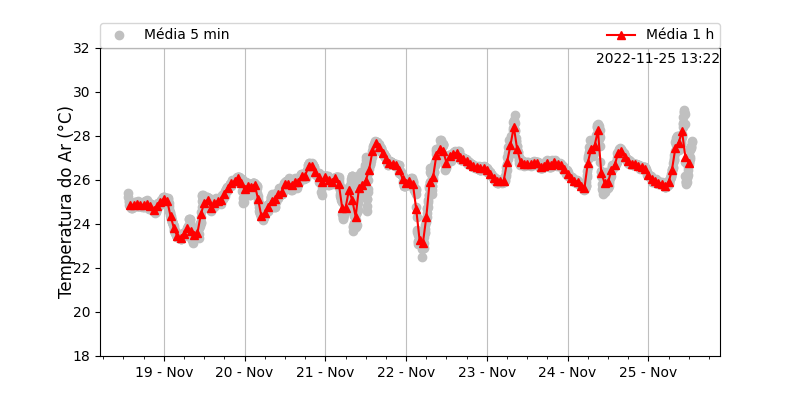 Média 5 min
Média 1 h
2022-11-25 13:22
Temperatura do Ar (°C)
32
30
28
26
24
22
20
18
19 - Nov
20 - Nov
21 - Nov
22 - Nov
23 - Nov
24 - Nov
25 - Nov